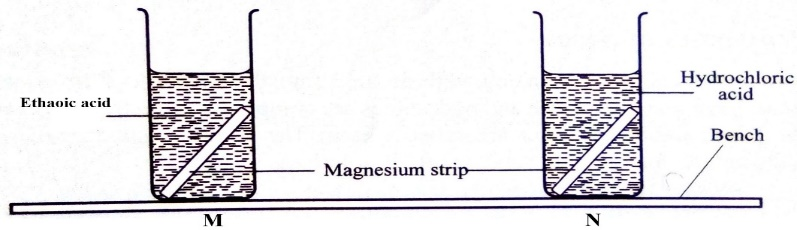 Ethaoic acid
Hydrochloric
acid
Bench
Magnesium strip
M
N